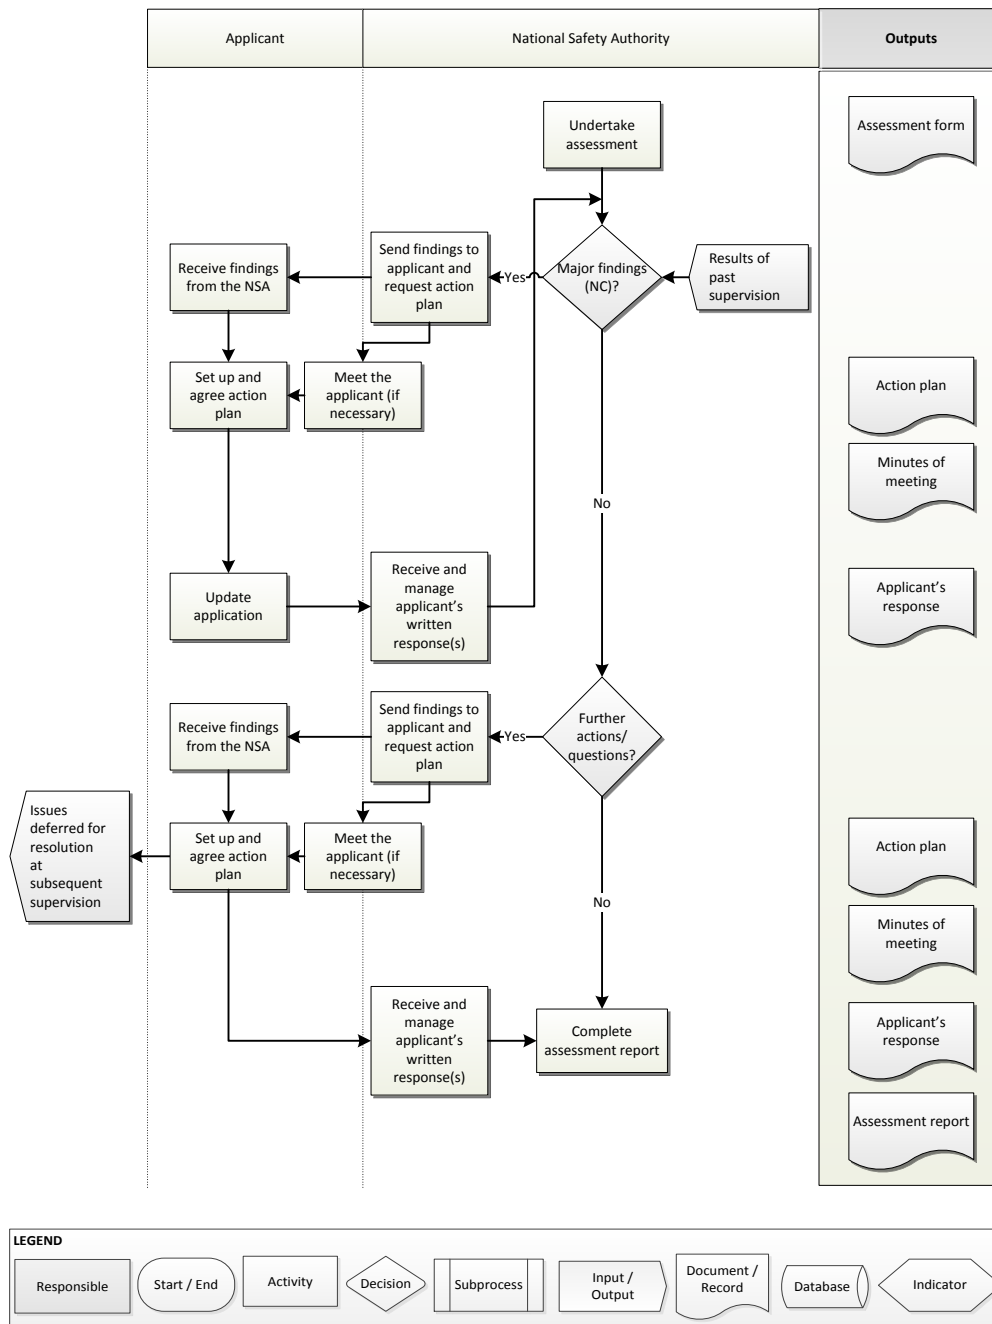 Applicant
National Safety Authority
Outputs
Undertake
assessment
Assessment form
Receive findings
from the NSA
Send findings to
applicant and
request action
plan
Yes
Major findings
(NC)?
Results of
past
supervision
Set up and
agree action
plan
Meet the
applicant (if
necessary)
Action plan
Minutes of
meeting
No
Update
application
Receive and
manage
applicant's
written
response(s)
Applicant's
response
Receive findings
from the NSA
Send findings to
applicant and
request action
plan
Yes
Further
actions/
questions?
Issues
deferred for
resolution
at
subsequent
supervision
Set up and
agree action
plan
Meet the
applicant (if
necessary)
Action plan
No
Minutes of
meeting
Receive and
manage
applicant's
written
response(s)
Complete
assessment report
Applicant's
response
Assessment report
LEGEND
Responsible
Start / End
Activity
Decision
Subprocess
Input /
Output
Document /
Record
Database
Indicator